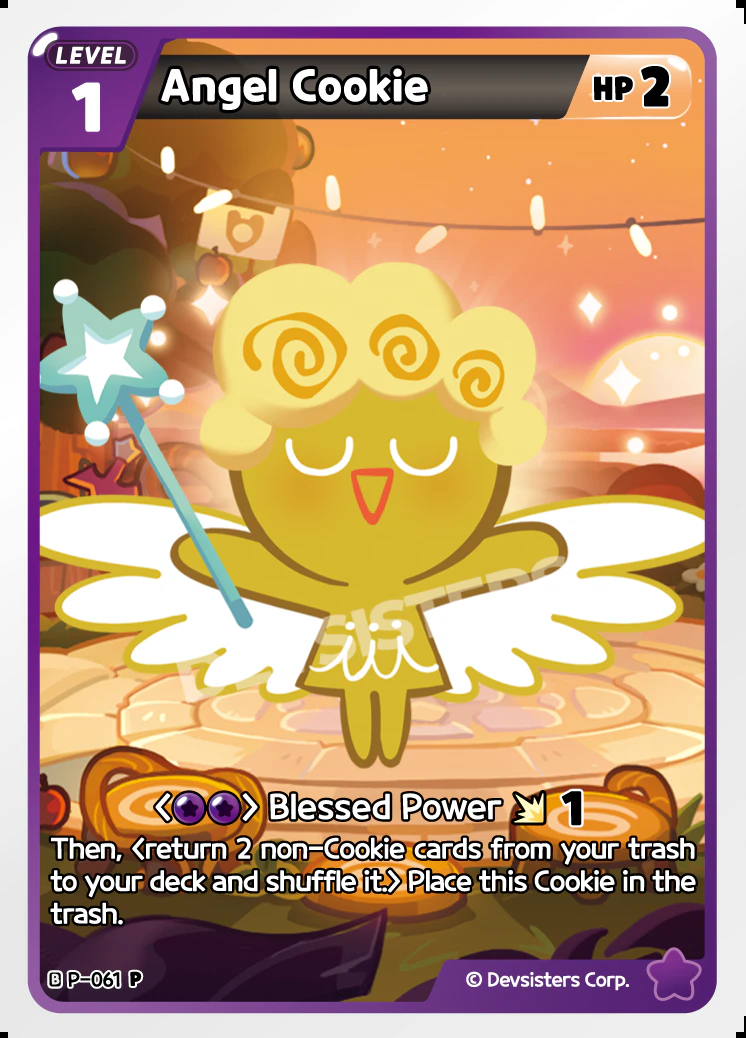 LEVEL
1
Angel Cookie
HP 2
DEVSISTERS
<●●> Blessed Power 1
Then, <return 2 non-Cookie cards from your trash
to your deck and shuffle it.> Place this Cookie in the
trash.
B P-061 P
© Devsisters Corp.